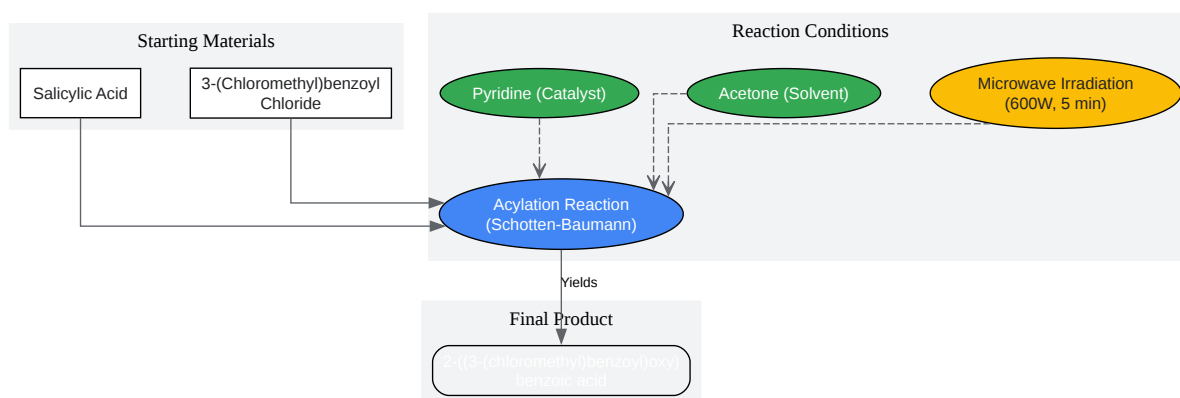 Starting Materials
Salicylic Acid
3-(Chloromethyl)benzoyl
Chloride
Reaction Conditions
Pyridine (Catalyst)
Acetone (Solvent)
Microwave Irradiation
(600W, 5 min)
Acylation Reaction
(Schotten-Baumann)
Yields
Final Product
2-((3-(chloromethyl)benzoyl)oxy)
benzoic acid